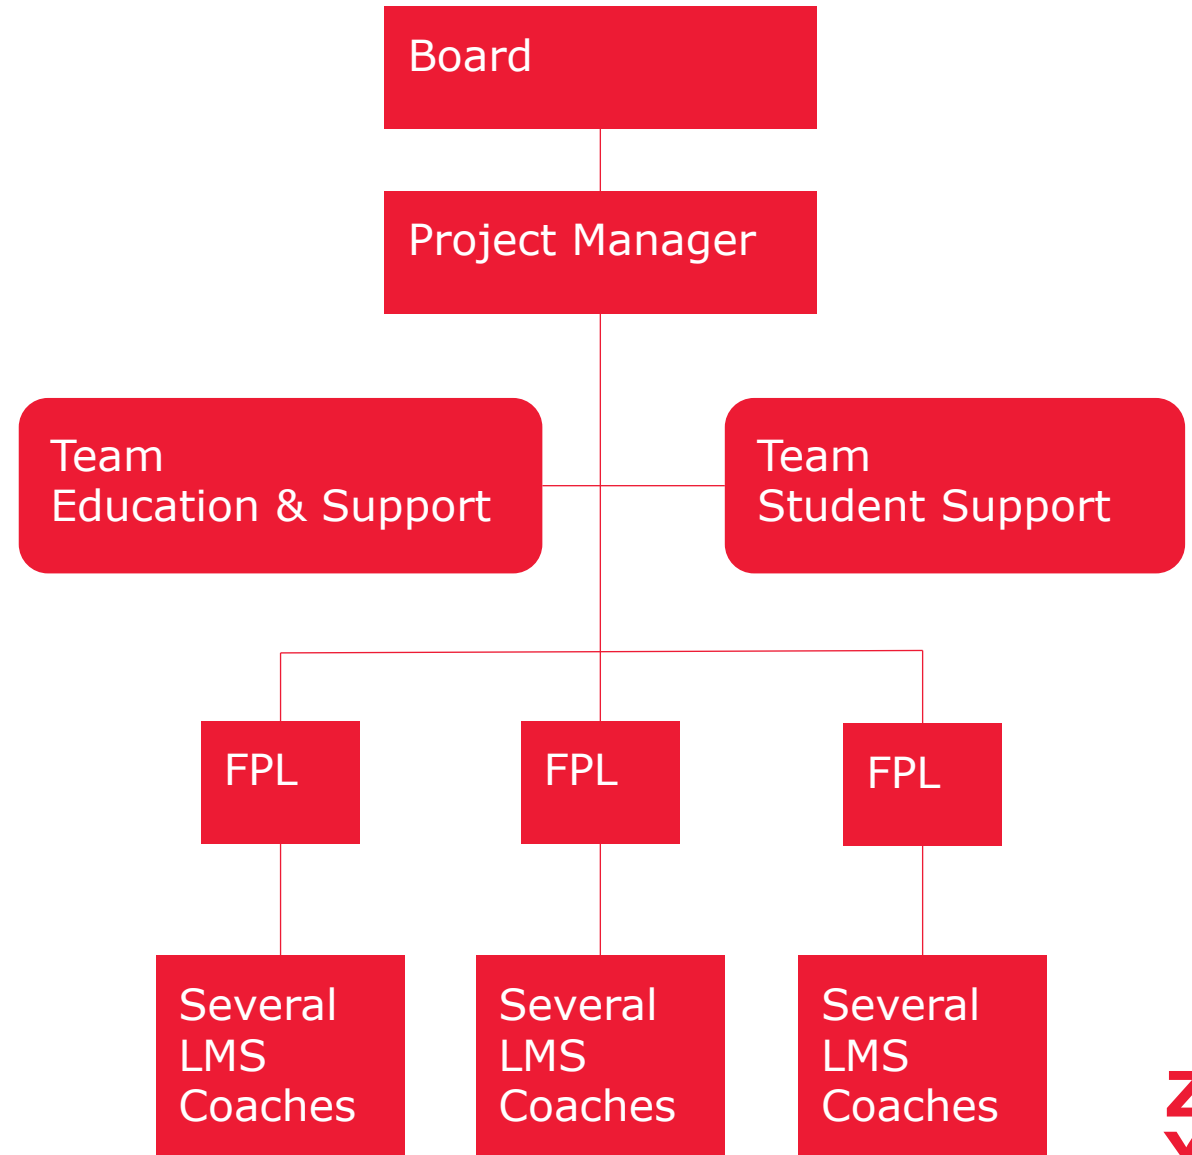 Board
Project Manager
Team
Education & Support
Team
Student Support
FPL
FPL
FPL
Several
LMS
Coaches
Several
LMS
Coaches
Several
LMS
Coaches
Z